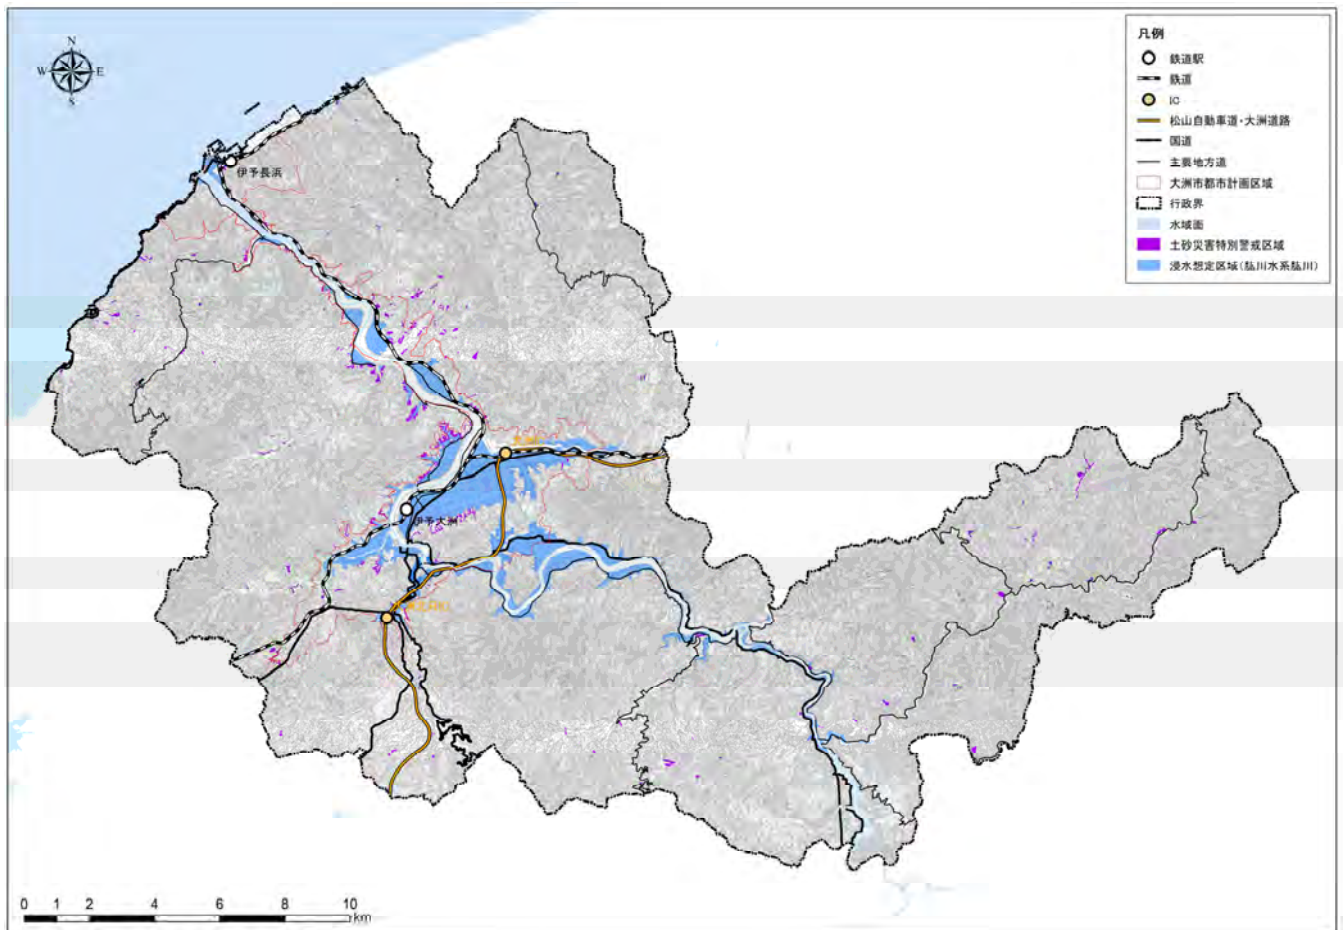 N
W E
S
凡例
鉄道駅
鉄道
IC
松山自動車道・大洲道路
国道
主要地方道
大洲市都市計画区域
行政界
水域面
土砂災害特別警戒区域
浸水想定区域(肱川水系肱川)
伊予長浜
伊予大洲
0 1 2 4 6 8 10
km